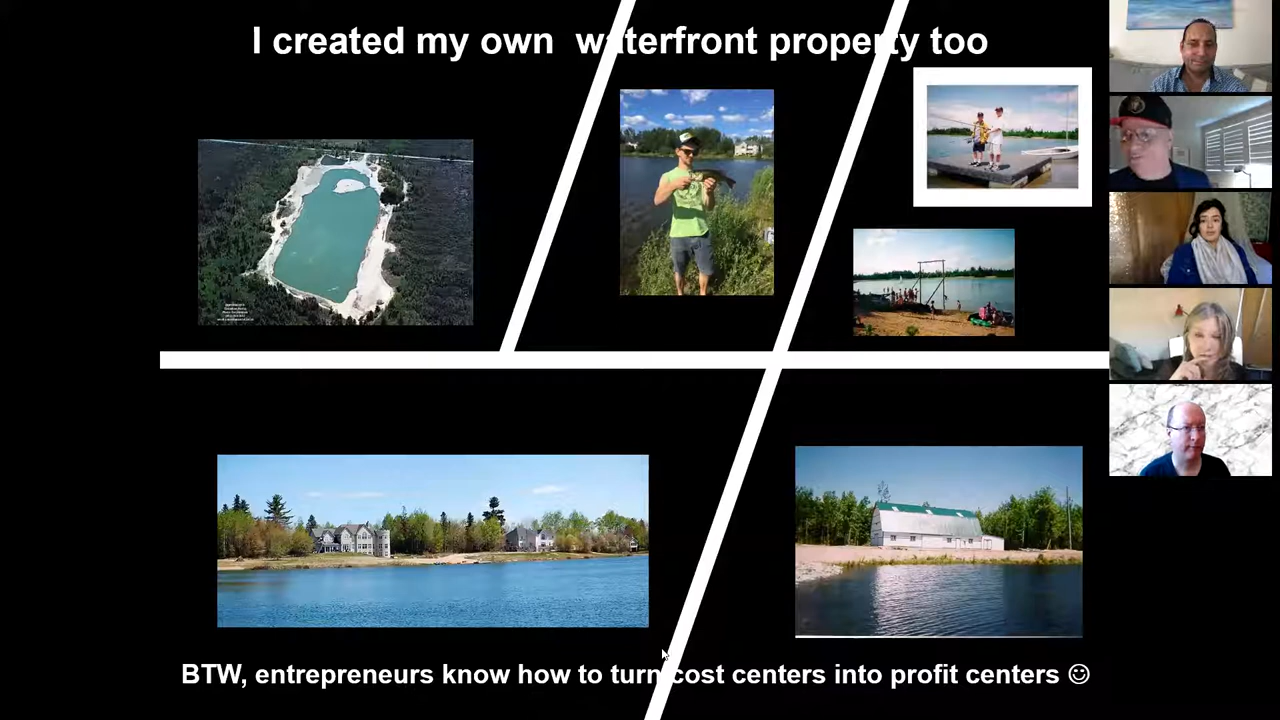 I created my own  waterfront property too
BTW, entrepreneurs know how to turn cost centers into profit centers ☺